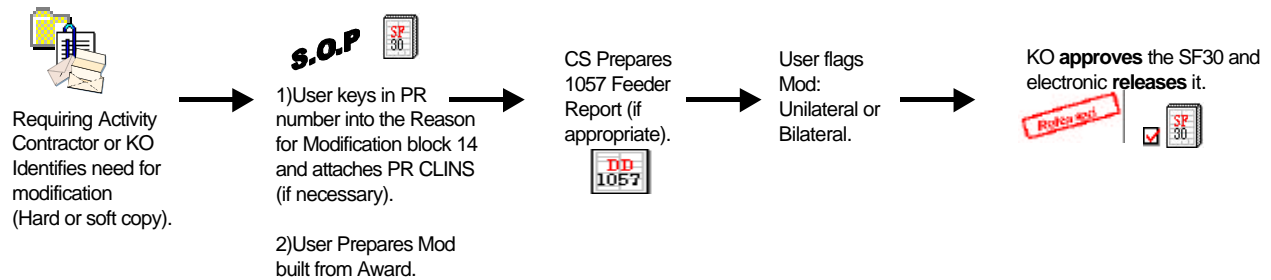 Requiring Activity
Contractor or KO
Identifies need for
modification
(Hard or soft copy).
S.O.P
SF
30
1)User keys in PR
number into the Reason
for Modification block 14
and attaches PR CLINS
(if necessary).
2)User Prepares Mod
built from Award.
CS Prepares
1057 Feeder
Report (if
appropriate).
DD
1057
User flags
Mod:
Unilateral or
Bilateral.
KO approves the SF30 and
electronic releases it.
Released
SF
30